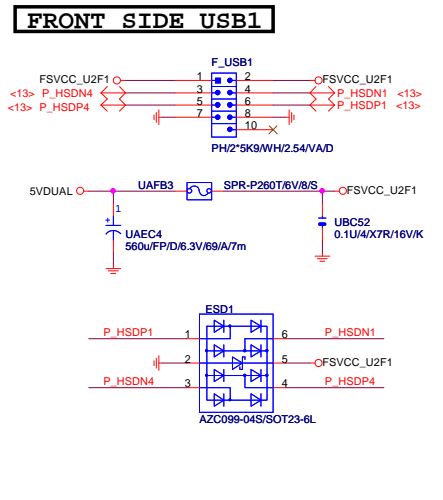 FRONT SIDE USB1
F_USB1
FSVCC_U2F1 1 2 FSVCC_U2F1
<13> P_HSDN4 3 4 P_HSDN1 <13>
<13> P_HSDP4 5 6 P_HSDP1 <13>
7 8
10
PH/2*5K9/WH/2.54/VA/D
5VDUAL UAFB3 SPR-P260T/6V/8/S FSVCC_U2F1
1
+
UAEC4
560u/FP/D/6.3V/69/A/7m
UBC52
0.1U/4/X7R/16V/K
ESD1
P_HSDP1 1 6 P_HSDN1
2 5 FSVCC_U2F1
P_HSDN4 3 4 P_HSDP4
AZC099-04S/SOT23-6L